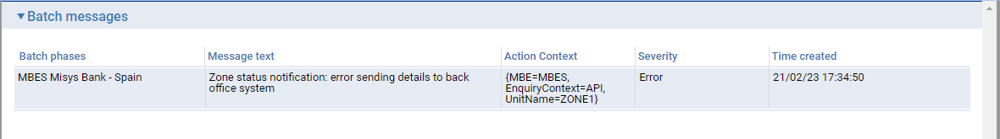 Batch messages
Batch phases Message text Action Context Severity Time created
MBES Misys Bank - Spain Zone status notification: error sending details to back {MBE=MBES, Error 21/02/23 17:34:50
office system EnquiryContext=API,
UnitName=ZONE1}